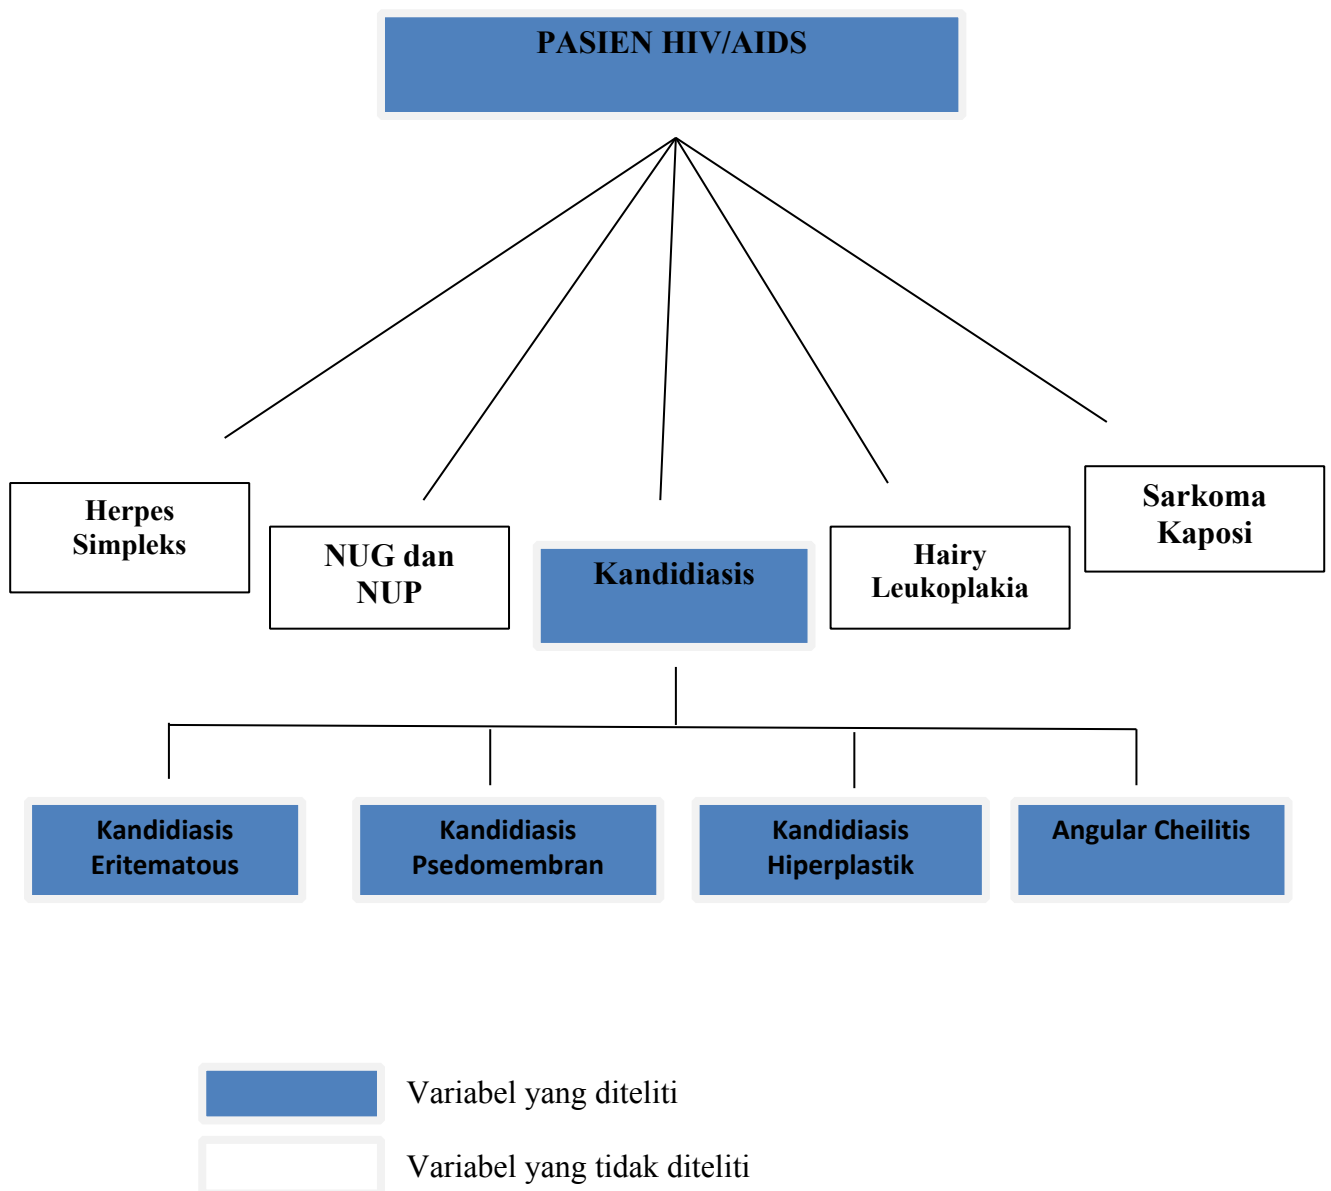 PASIEN HIV/AIDS
Herpes
Simpleks
NUG dan
NUP
Kandidiasis
Hairy
Leukoplakia
Sarkoma
Kaposi
Kandidiasis
Eritematous
Kandidiasis
Psedomembran
Kandidiasis
Hiperplastik
Angular Cheilitis
Variabel yang diteliti
Variabel yang tidak diteliti